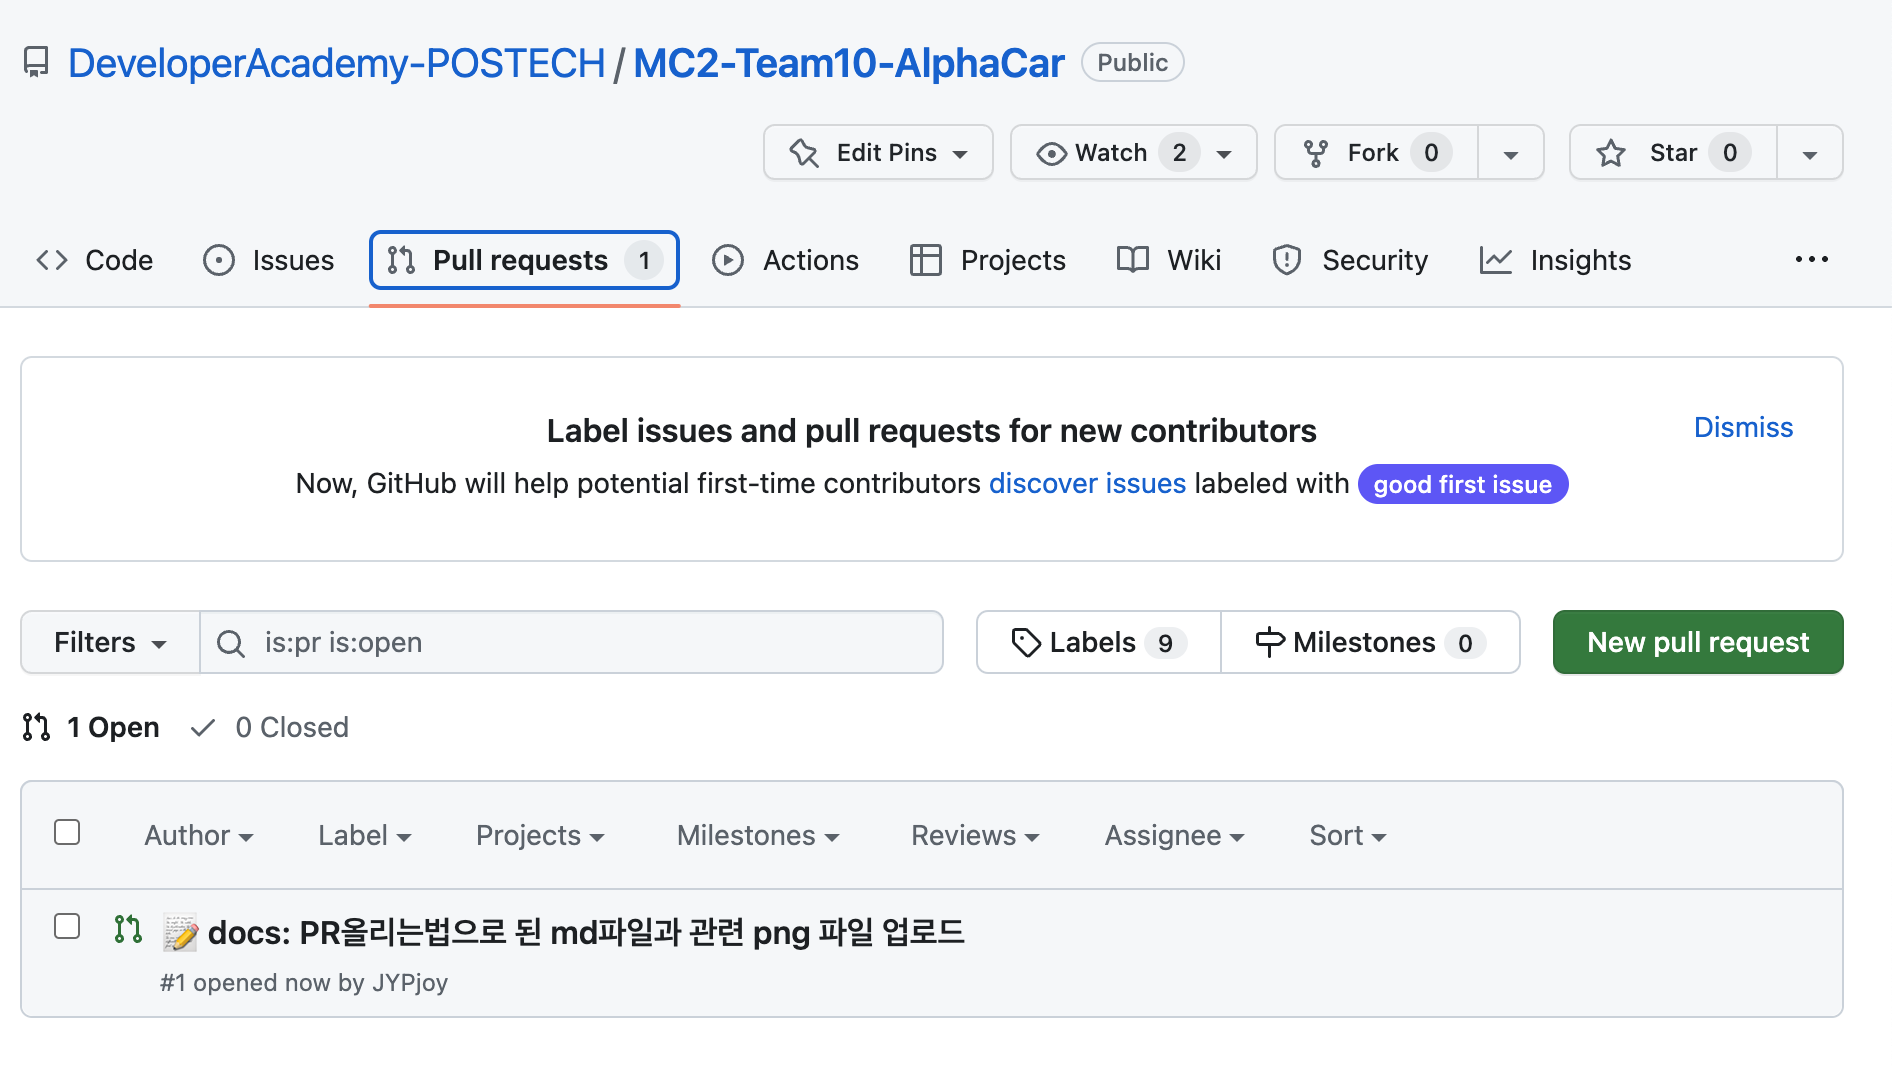 DeveloperAcademy-POSTECH / MC2-Team10-AlphaCar Public
Edit Pins Watch 2 Fork 0 Star 0
Code Issues Pull requests 1 Actions Projects Wiki Security Insights
Label issues and pull requests for new contributors
Dismiss
Now, GitHub will help potential first-time contributors discover issues labeled with good first issue
Filters is:pr is:open Labels 9 Milestones 0 New pull request
1 Open 0 Closed
Author Label Projects Milestones Reviews Assignee Sort
📝 docs: PR올리는법으로 된 md파일과 관련 png 파일 업로드
#1 opened now by JYPjoy